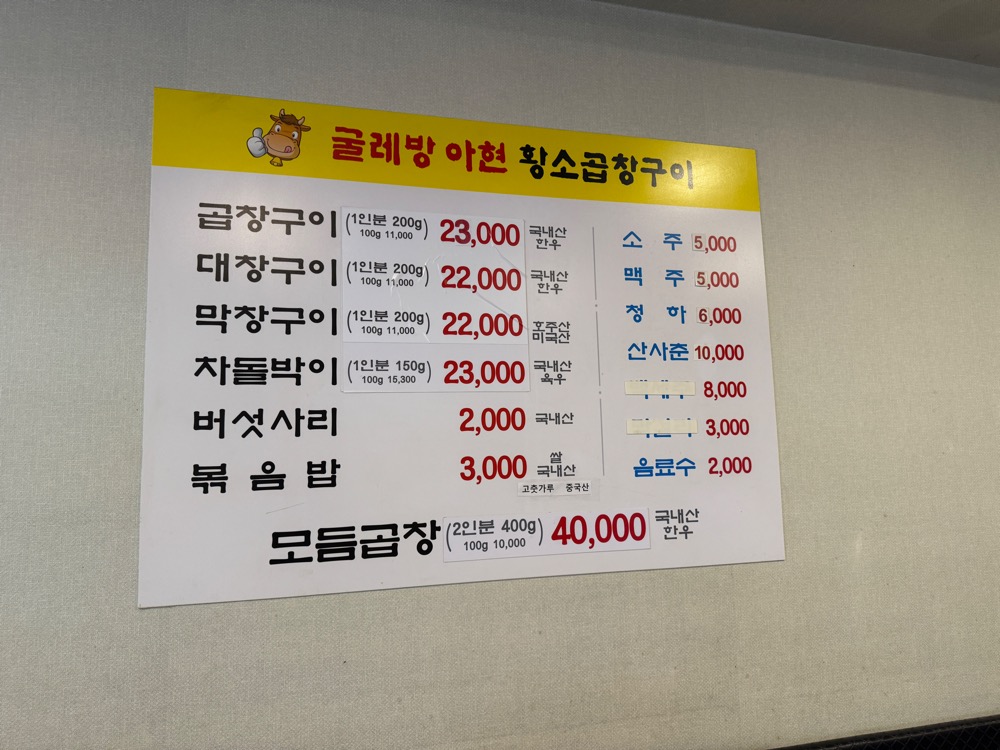 굴레방 아현 황소곱창구이
곱창구이 (1인분 200g) 23,000 국내산
100g 11,000 한우
대창구이 (1인분 200g) 22,000 국내산
100g 11,000 한우
막창구이 (1인분 200g) 22,000 호주산
100g 11,000 미국산
차돌박이 (1인분 150g) 23,000 국내산
100g 15,300 육우
버섯사리 2,000 국내산
볶음밥 3,000 쌀
국내산
고춧가루 중국산
모듬곱창 (2인분 400g) 40,000 국내산
100g 10,000 한우
소주 5,000
맥주 5,000
청하 6,000
산사춘 10,000
8,000
3,000
음료수 2,000